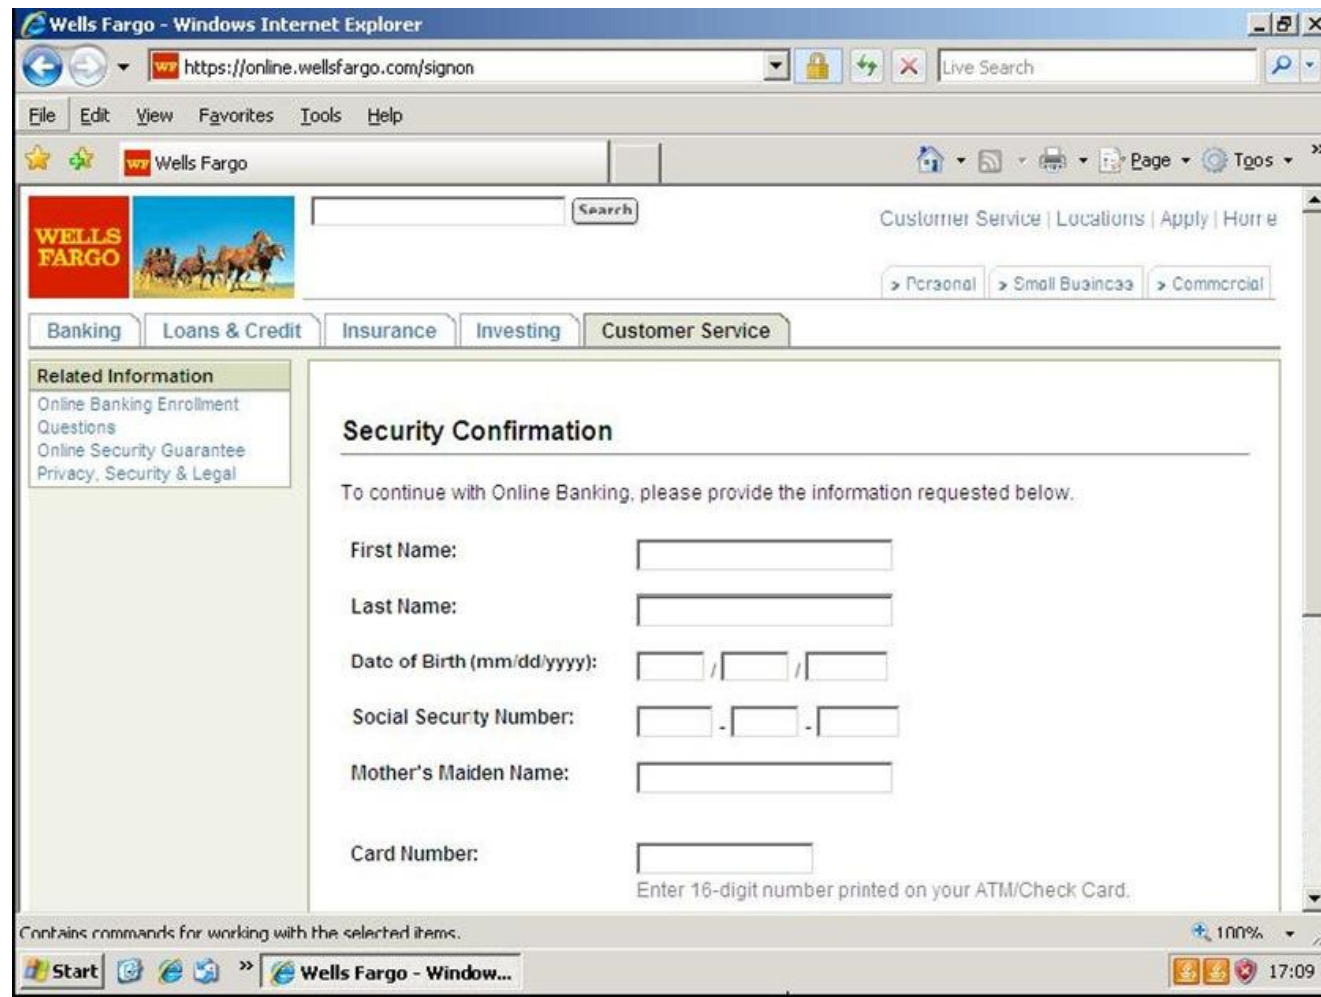 Wells Fargo - Windows Internet Explorer
https://online.wellsfargo.com/signon
Live Search
File Edit View Favorites Tools Help
Wells Fargo
Page Toos
WELLS
FARGO
Search
Customer Service | Locations | Apply | Home
Personal Small Business Commercial
Banking Loans & Credit Insurance Investing Customer Service
Related Information
Online Banking Enrollment
Questions
Online Security Guarantee
Privacy, Security & Legal
Security Confirmation
To continue with Online Banking, please provide the information requested below.
First Name:
Last Name:
Date of Birth (mm/dd/yyyy):
/ /
Social Security Number:
- -
Mother's Maiden Name:
Card Number:
Enter 16-digit number printed on your ATM/Check Card.
Contains commands for working with the selected items.
100%
Start » Wells Fargo - Window...
17:09